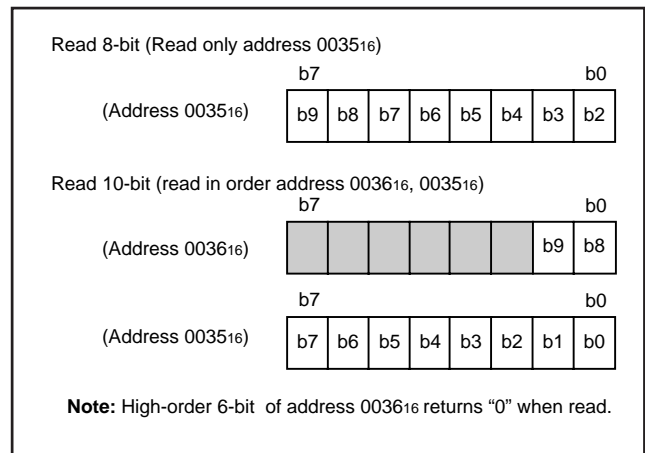 Read 8-bit (Read only address 003516)
b7 b0
(Address 003516) b9 b8 b7 b6 b5 b4 b3 b2
Read 10-bit (read in order address 003616, 003516)
b7 b0
(Address 003616) b9 b8
b7 b0
(Address 003516) b7 b6 b5 b4 b3 b2 b1 b0
Note: High-order 6-bit of address 003616 returns “0” when read.